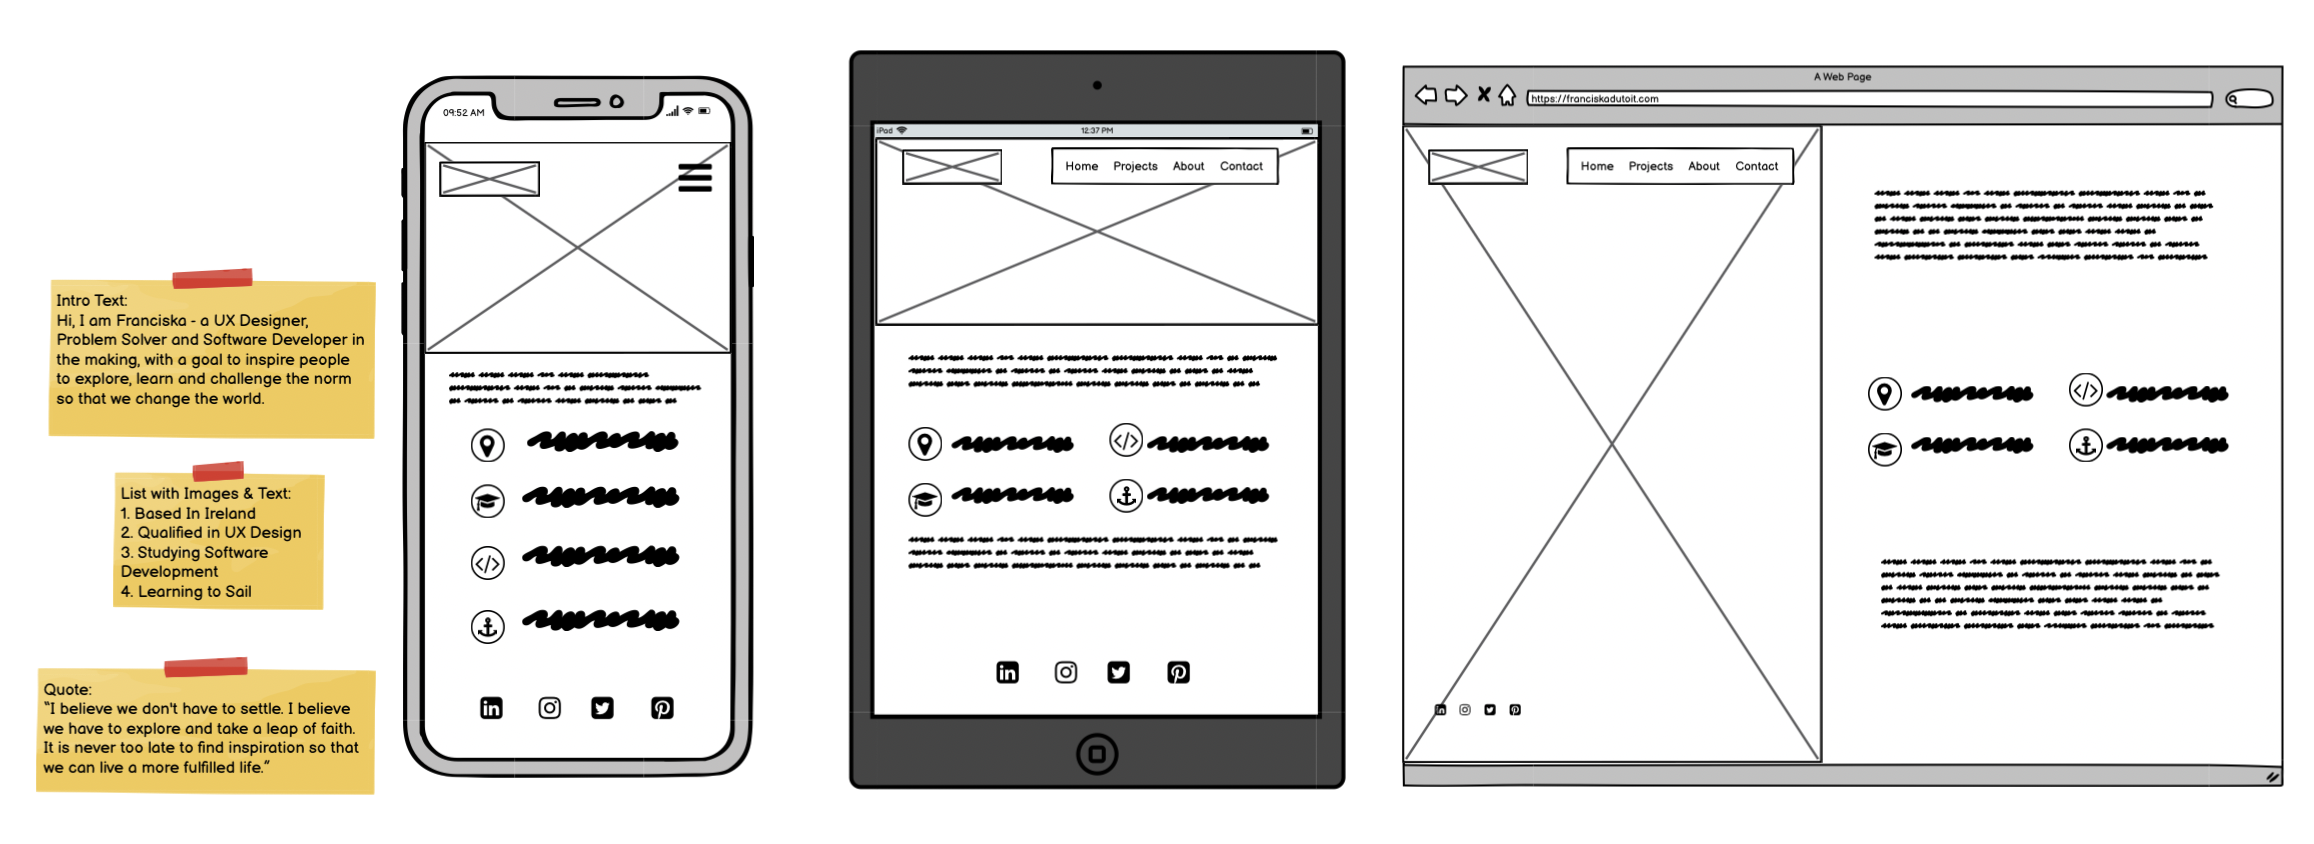 Intro Text:
Hi, I am Franciska - a UX Designer,
Problem Solver and Software Developer in
the making, with a goal to inspire people
to explore, learn and challenge the norm
so that we change the world.
List with Images & Text:
1. Based In Ireland
2. Qualified in UX Design
3. Studying Software
Development
4. Learning to Sail
Quote:
"I believe we don't have to settle. I believe
we have to explore and take a leap of faith.
It is never too late to find inspiration so that
we can live a more fulfilled life."
09:52 AM
iPad
12:37 PM
Home Projects About Contact
A Web Page
https://franciskadutoit.com
Home Projects About Contact